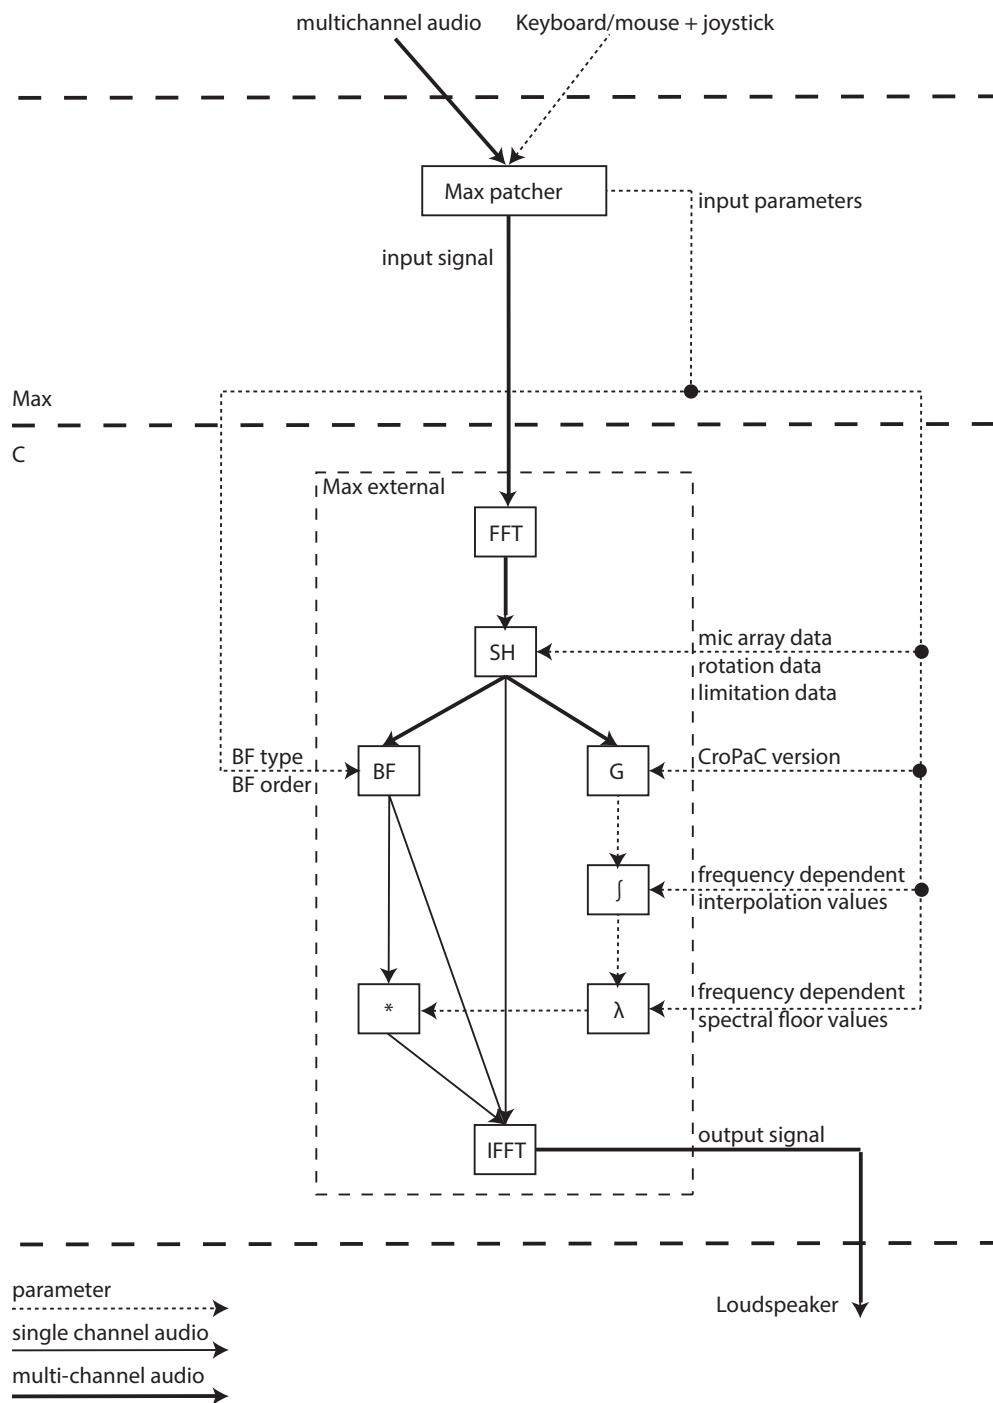 multichannel audio
Keyboard/mouse + joystick
Max patcher
input parameters
input signal
Max
C
Max external
FFT
SH
mic array data
rotation data
limitation data
BF type
BF order
BF
G
CroPaC version
∫
frequency dependent
interpolation values
*
λ
frequency dependent
spectral floor values
IFFT
output signal
parameter
single channel audio
multi-channel audio
Loudspeaker